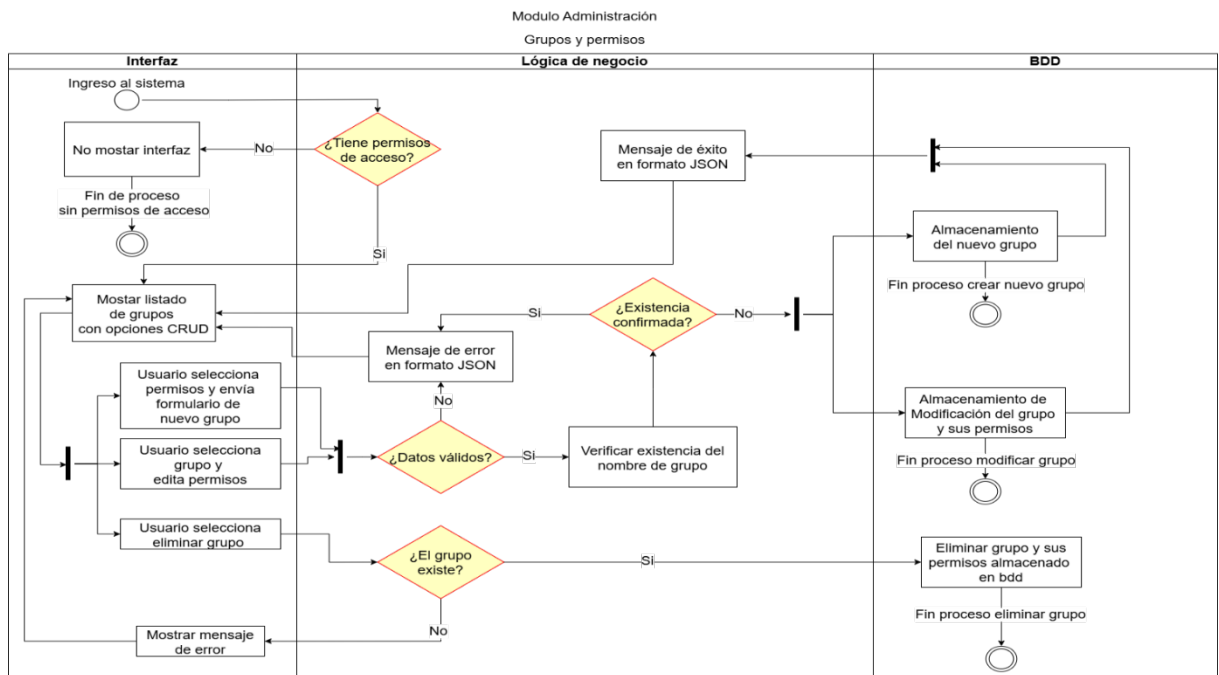 Modulo Administración
Grupos y permisos
Interfaz
Lógica de negocio
BDD
Ingreso al sistema
¿Tiene permisos
de acceso?
No
No mostar interfaz
Fin de proceso
sin permisos de acceso
Si
Mensaje de éxito
en formato JSON
Almacenamiento
del nuevo grupo
Fin proceso crear nuevo grupo
Mostar listado
de grupos
con opciones CRUD
¿Existencia
confirmada?
Si
No
Mensaje de error
en formato JSON
Usuario selecciona
permisos y envía
formulario de
nuevo grupo
No
Almacenamiento de
Modificación del grupo
y sus permisos
Usuario selecciona
grupo y
edita permisos
¿Datos válidos?
Si
Verificar existencia del
nombre de grupo
Fin proceso modificar grupo
Usuario selecciona
eliminar grupo
¿El grupo
existe?
Si
Eliminar grupo y sus
permisos almacenado
en bdd
Fin proceso eliminar grupo
No
Mostrar mensaje
de error